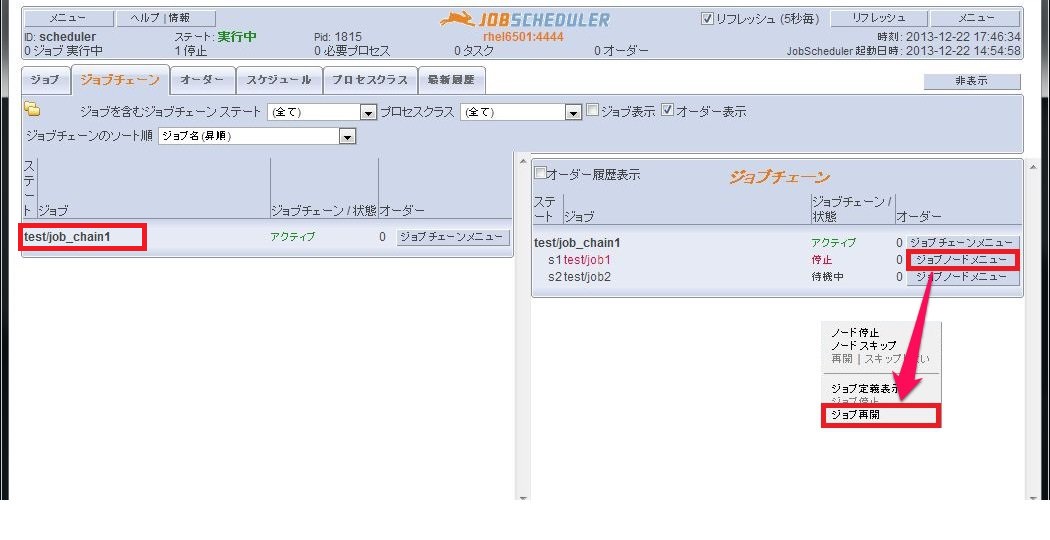 メニュー ヘルプ | 情報 JOBSCHEDULER リフレッシュ (5秒毎) リフレッシュ メニュー
ID: scheduler ステート: 実行中 Pid: 1815 rhel6501:4444 時刻: 2013-12-22 17:46:34
0 ジョブ 実行中 1 停止 0 必要プロセス 0 タスク 0 オーダー JobScheduler 起動日時: 2013-12-22 14:54:58
ジョブ ジョブチェーン オーダー スケジュール プロセスクラス 最新履歴 非表示
ジョブを含むジョブチェーン ステート (全て) プロセスクラス (全て) ジョブ表示 オーダー表示
ジョブチェーンのソート順 ジョブ名(昇順)
ステート ジョブ ジョブチェーン / 状態 オーダー
test/job_chain1 アクティブ 0 ジョブチェーンメニュー
オーダー履歴表示 ジョブチェーン
ステート ジョブ ジョブチェーン / 状態 オーダー
test/job_chain1 アクティブ 0 ジョブチェーンメニュー
s1 test/job1 停止 0 ジョブノードメニュー
s2 test/job2 待機中 0 ジョブノードメニュー
ノード停止
ノードスキップ
再開 | スキップしない
ジョブ定義表示
ジョブ停止
ジョブ再開